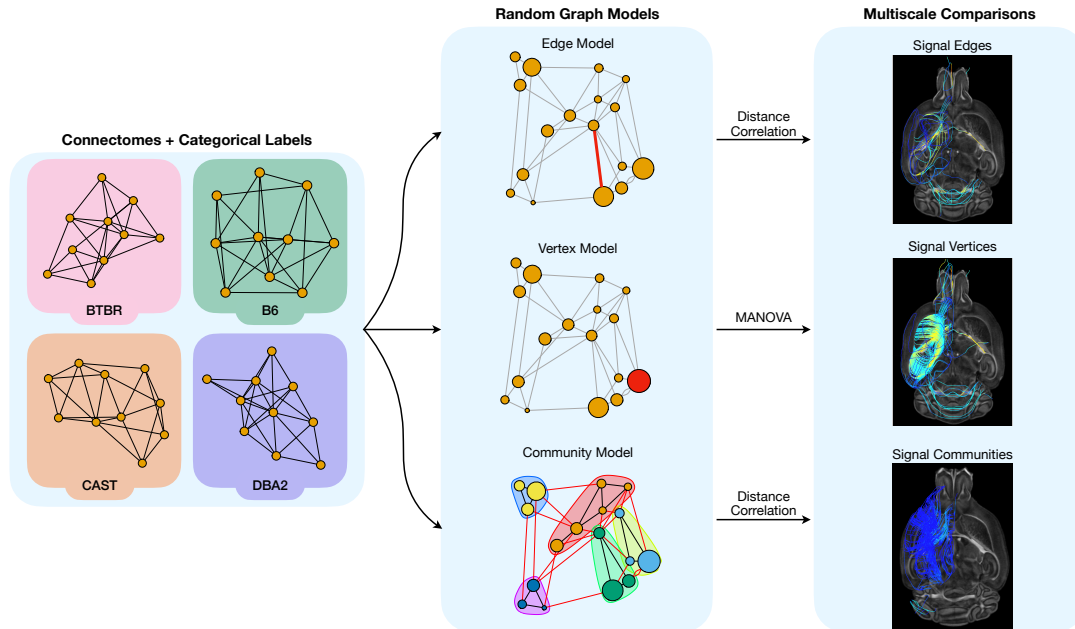 Connectomes + Categorical Labels
BTBR
B6
CAST
DBA2
Random Graph Models
Edge Model
Vertex Model
Community Model
Distance
Correlation
MANOVA
Distance
Correlation
Multiscale Comparisons
Signal Edges
Signal Vertices
Signal Communities